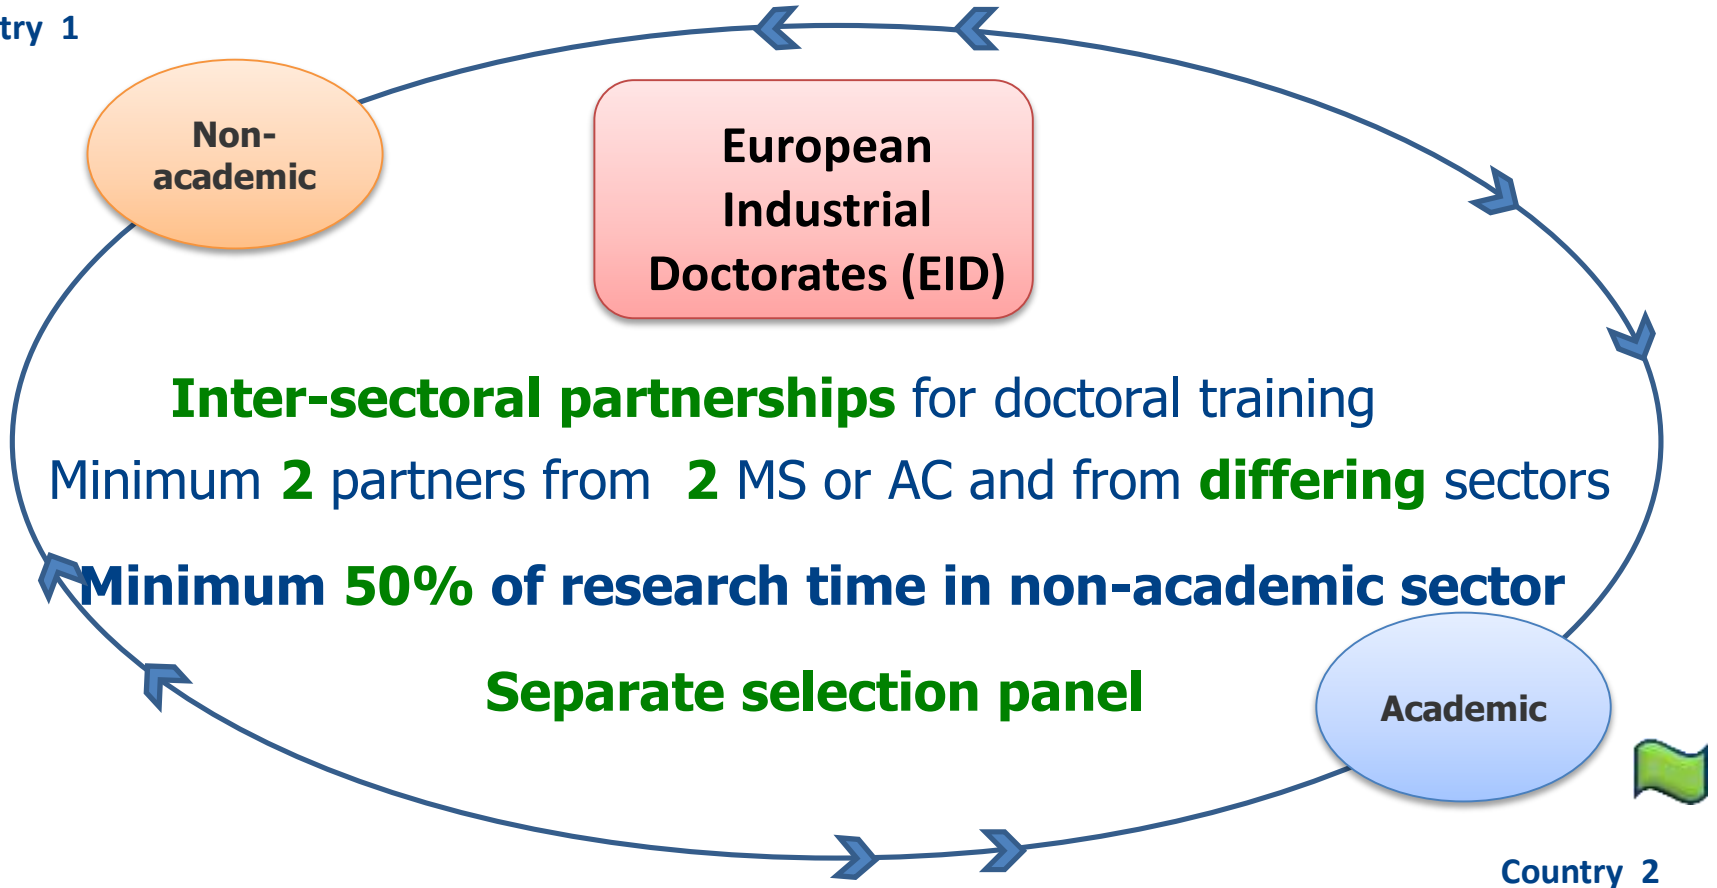 try 1
Non-
academic
European
Industrial
Doctorates (EID)
Inter-sectoral partnerships for doctoral training
Minimum 2 partners from 2 MS or AC and from differing sectors
Minimum 50% of research time in non-academic sector
Separate selection panel
Academic
Country 2